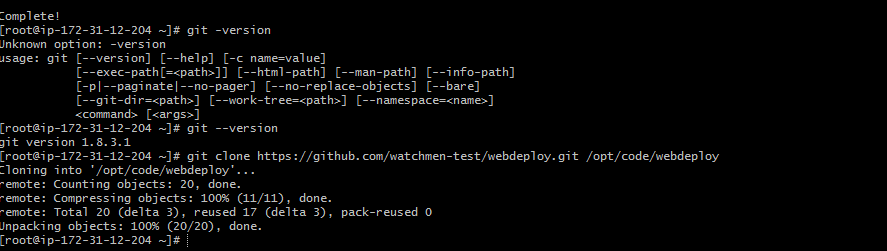 Complete!
[root@ip-172-31-12-204 ~]# git -version
Unknown option: -version
usage: git [--version] [--help] [-c name=value]
           [--exec-path[=<path>]] [--html-path] [--man-path] [--info-path]
           [-p|--paginate|--no-pager] [--no-replace-objects] [--bare]
           [--git-dir=<path>] [--work-tree=<path>] [--namespace=<name>]
           <command> [<args>]
[root@ip-172-31-12-204 ~]# git --version
git version 1.8.3.1
[root@ip-172-31-12-204 ~]# git clone https://github.com/watchmen-test/webdeploy.git /opt/code/webdeploy
Cloning into '/opt/code/webdeploy'...
remote: Counting objects: 20, done.
remote: Compressing objects: 100% (11/11), done.
remote: Total 20 (delta 3), reused 17 (delta 3), pack-reused 0
Unpacking objects: 100% (20/20), done.
[root@ip-172-31-12-204 ~]#